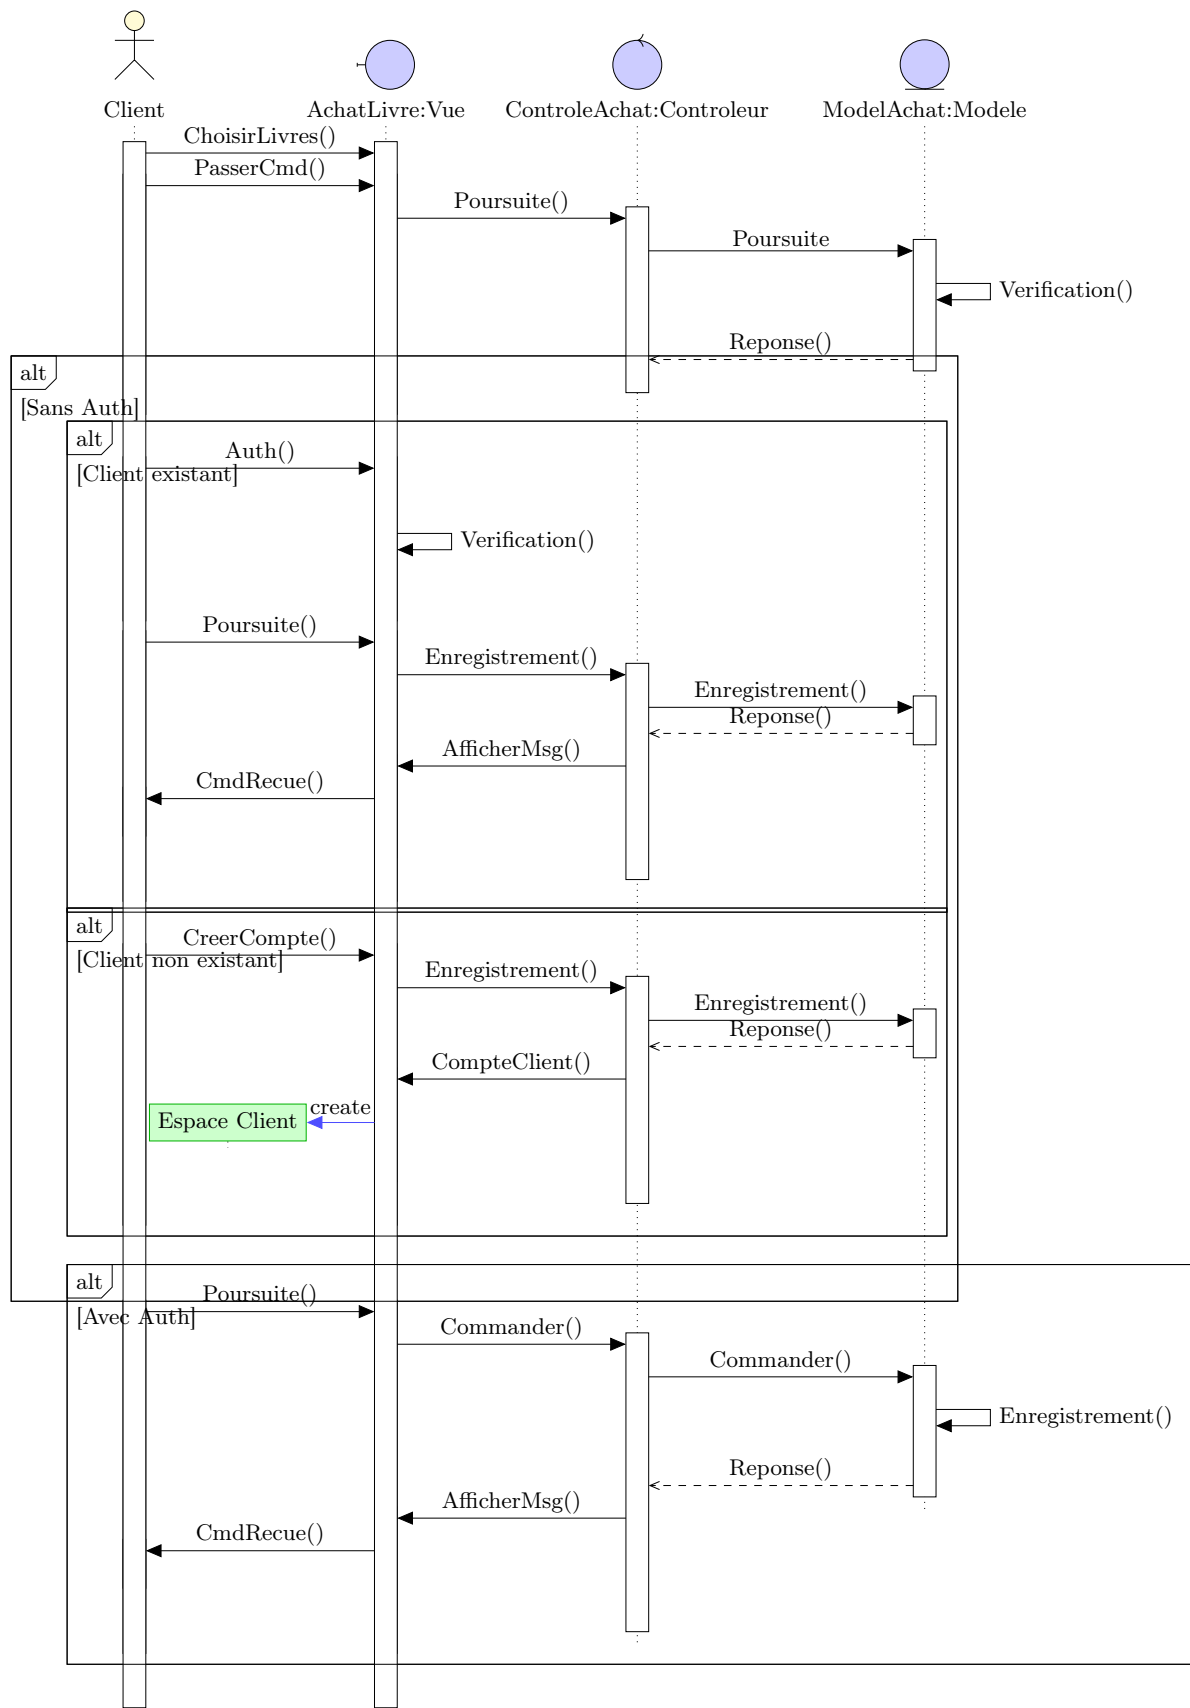 Client
AchatLivre:Vue
ControleAchat:Controleur
ModelAchat:Modele
ChoisirLivres()
PasserCmd()
Poursuite()
Poursuite
Verification()
Reponse()
alt
[Sans Auth]
alt
Auth()
[Client existant]
Verification()
Poursuite()
Enregistrement()
Enregistrement()
Reponse()
AfficherMsg()
CmdRecue()
alt
CreerCompte()
[Client non existant]
Enregistrement()
Enregistrement()
Reponse()
CompteClient()
create
Espace Client
alt
Poursuite()
[Avec Auth]
Commander()
Commander()
Enregistrement()
Reponse()
AfficherMsg()
CmdRecue()